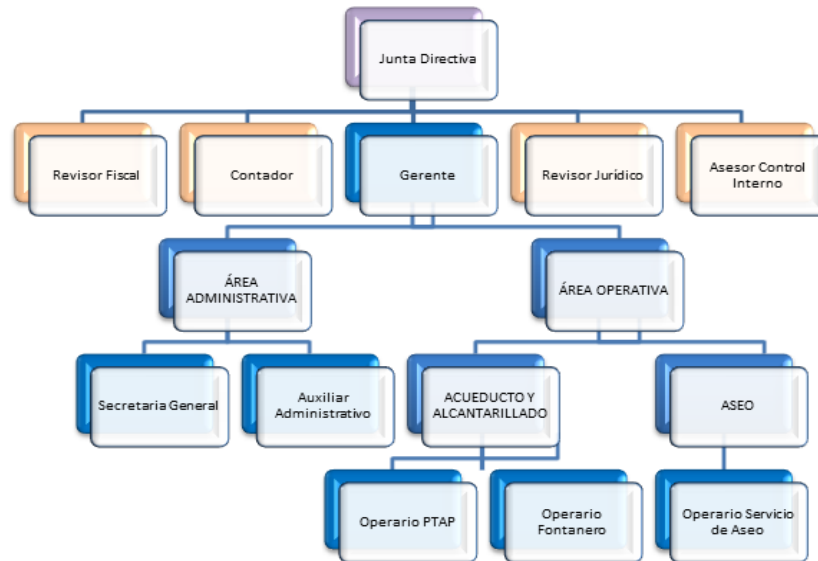 Junta Directiva
Revisor Fiscal
Contador
Gerente
Revisor Jurídico
Asesor Control
Interno
ÁREA
ADMINISTRATIVA
ÁREA OPERATIVA
Secretaria General
Auxiliar
Administrativo
ACUEDUCTO Y
ALCANTARILLADO
ASEO
Operario PTAP
Operario
Fontanero
Operario Servicio
de Aseo